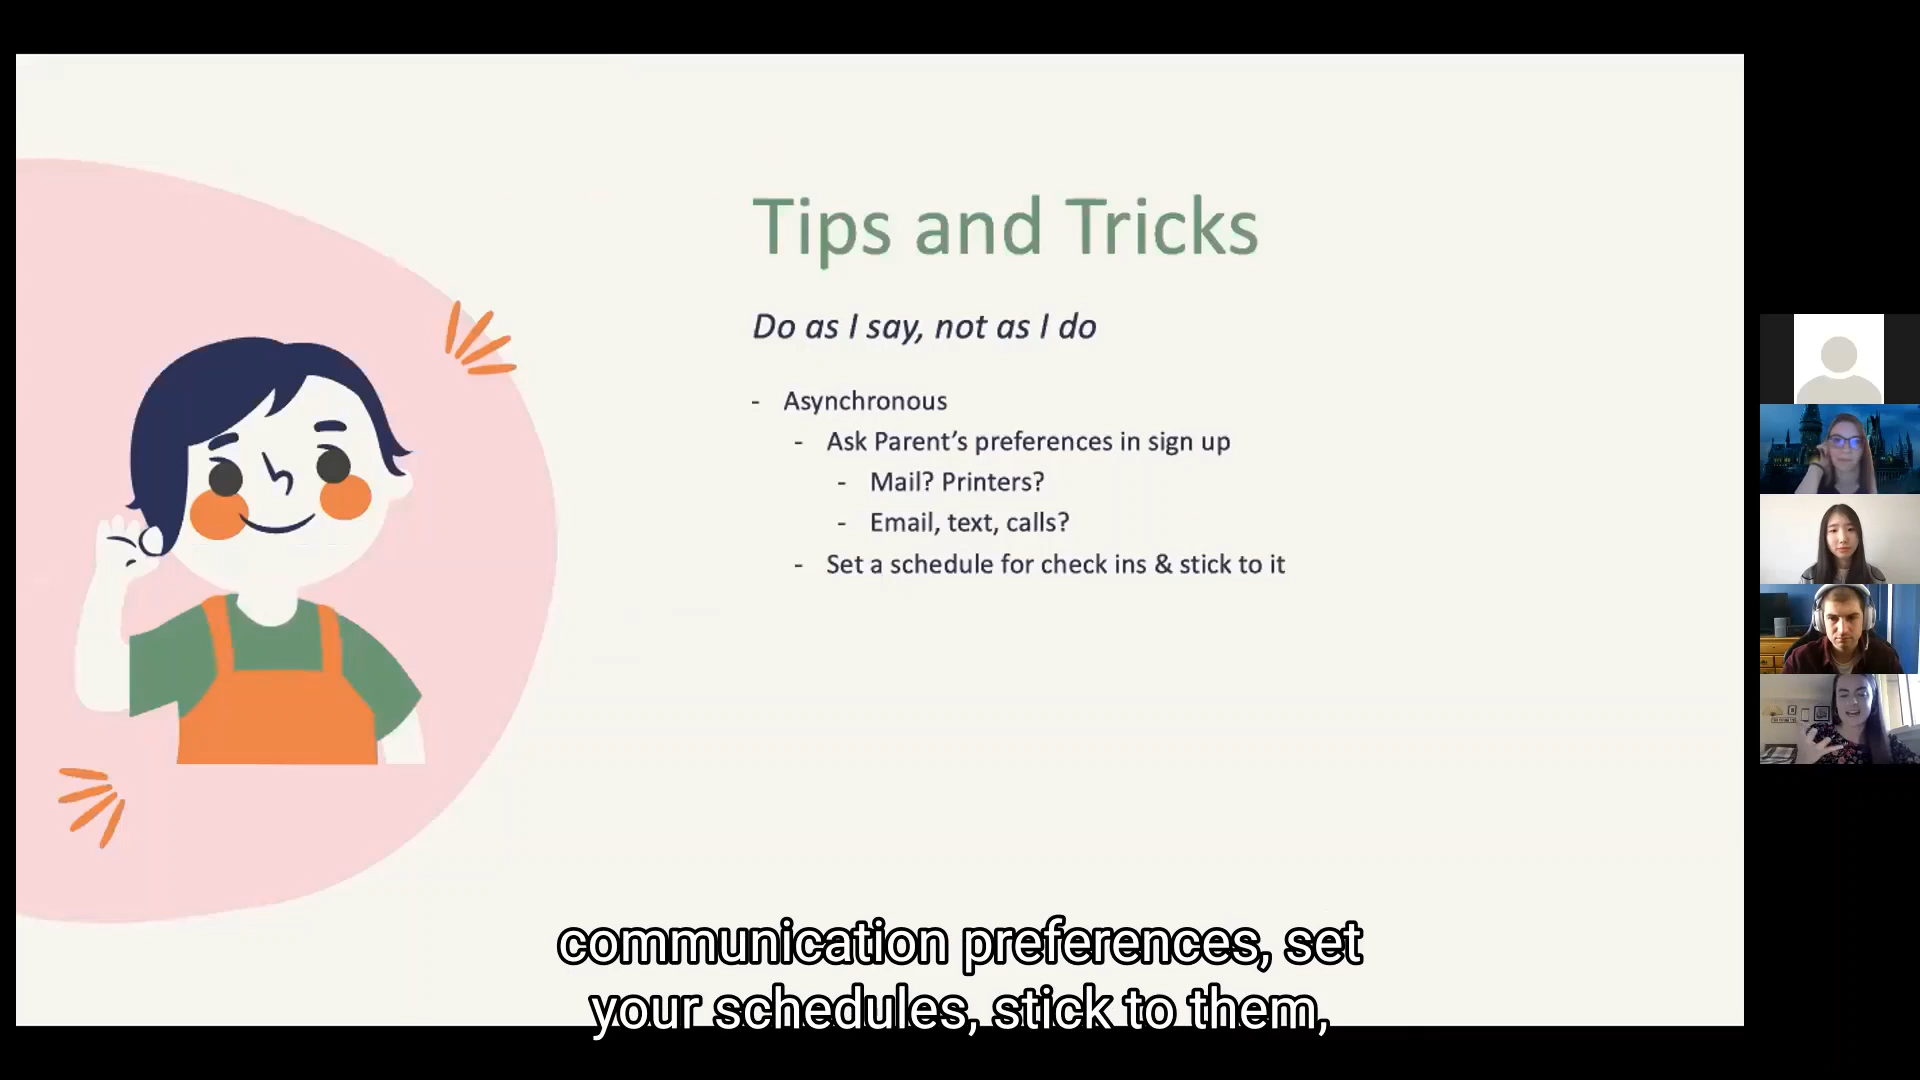 Tips and Tricks
Do as I say, not as I do
- Asynchronous
- Ask Parent's preferences in sign up
- Mail? Printers?
- Email, text, calls?
- Set a schedule for check ins & stick to it
communication preferences, set
your schedules, stick to them,